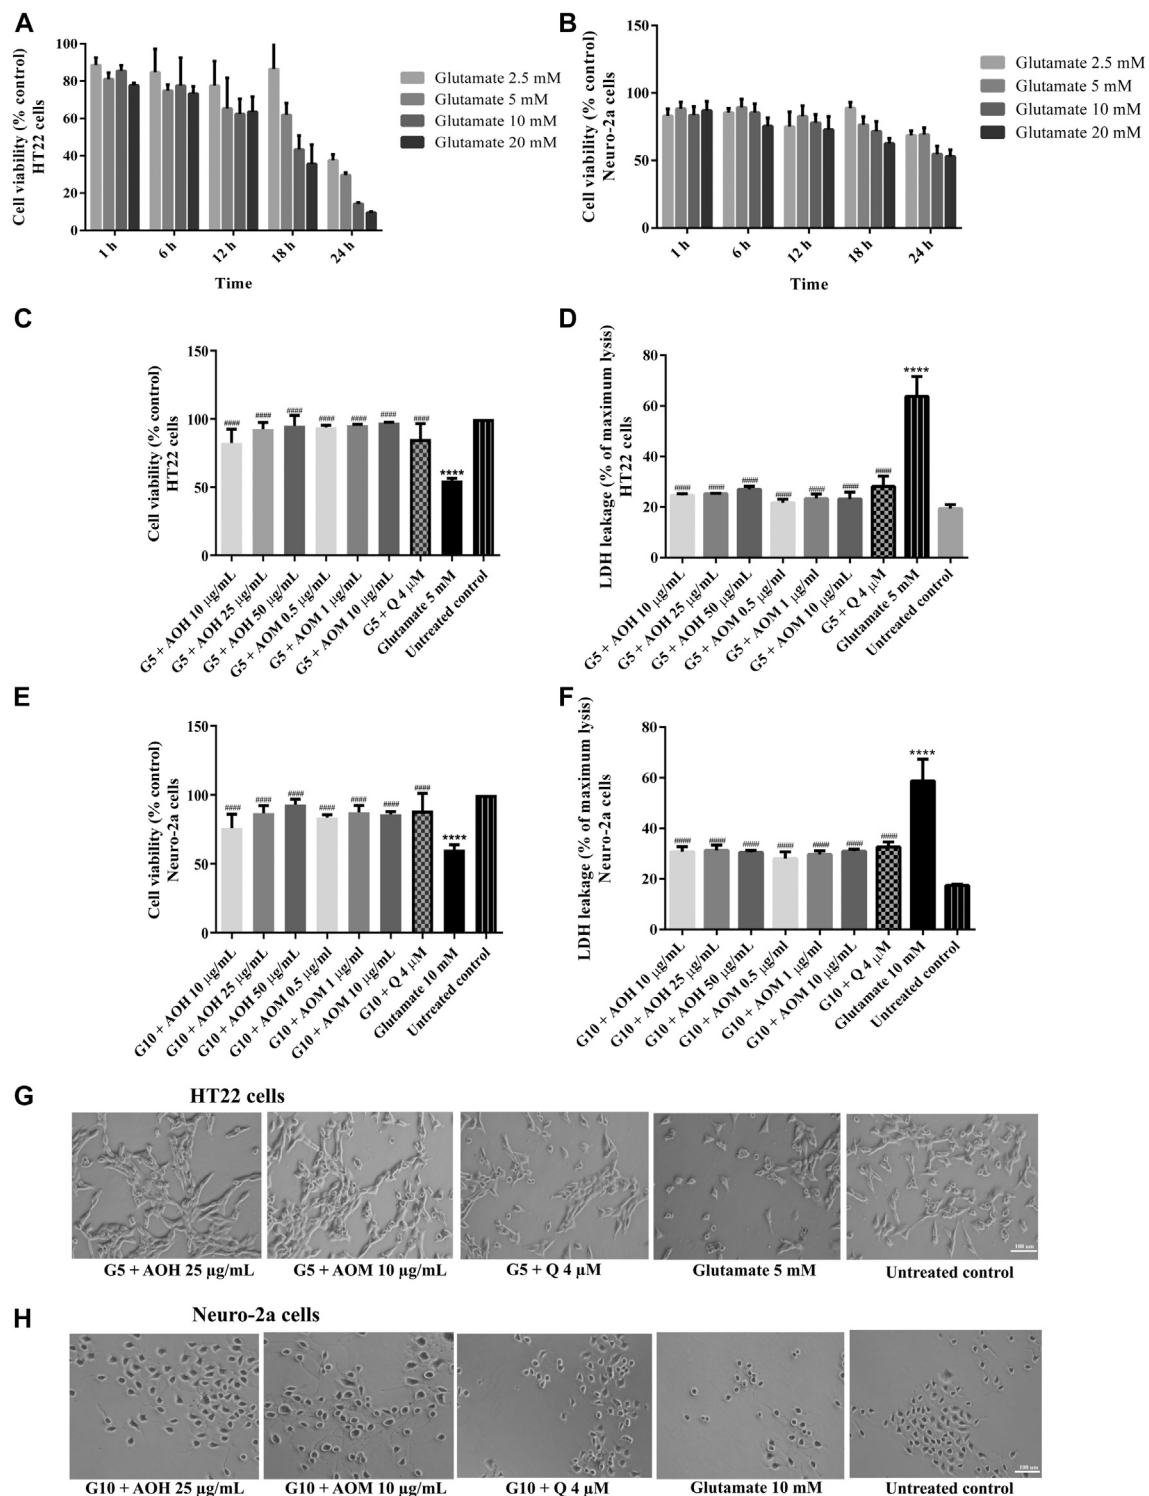 A
Cell viability (% control)
HT22 cells
100
80
60
40
20
0
1 h
6 h
12 h
18 h
24 h
Time
Glutamate 2.5 mM
Glutamate 5 mM
Glutamate 10 mM
Glutamate 20 mM
B
Cell viability (% control)
Neuro-2a cells
150
100
50
0
1 h
6 h
12 h
18 h
24 h
Time
Glutamate 2.5 mM
Glutamate 5 mM
Glutamate 10 mM
Glutamate 20 mM
C
Cell viability (% control)
HT22 cells
150
100
50
0
####
####
####
####
####
####
####
****
G5 + AOH 10 µg/mL
G5 + AOH 25 µg/mL
G5 + AOH 50 µg/mL
G5 + AOM 0.5 µg/mL
G5 + AOM 1 µg/mL
G5 + AOM 10 µg/mL
G5 + Q 4 µM
Glutamate 5 mM
Untreated control
D
LDH leakage (% of maximum lysis)
HT22 cells
80
60
40
20
0
####
####
####
####
####
####
####
****
G5 + AOH 10 µg/mL
G5 + AOH 25 µg/mL
G5 + AOH 50 µg/mL
G5 + AOM 0.5 µg/ml
G5 + AOM 1 µg/ml
G5 + AOM 10 µg/mL
G5 + Q 4 µM
Glutamate 5 mM
Untreated control
E
Cell viability (% control)
Neuro-2a cells
150
100
50
0
####
####
####
####
####
####
####
****
G10 + AOH 10 µg/mL
G10 + AOH 25 µg/mL
G10 + AOH 50 µg/mL
G10 + AOM 0.5 µg/ml
G10 + AOM 1 µg/ml
G10 + AOM 10 µg/mL
G10 + Q 4 µM
Glutamate 10 mM
Untreated control
F
LDH leakage (% of maximum lysis)
Neuro-2a cells
80
60
40
20
0
####
####
####
####
####
####
####
****
G10 + AOH 10 µg/mL
G10 + AOH 25 µg/mL
G10 + AOH 50 µg/mL
G10 + AOM 0.5 µg/ml
G10 + AOM 1 µg/ml
G10 + AOM 10 µg/mL
G10 + Q 4 µM
Glutamate 10 mM
Untreated control
G
HT22 cells
100 um
G5 + AOH 25 µg/mL
G5 + AOM 10 µg/mL
G5 + Q 4 µM
Glutamate 5 mM
Untreated control
H
Neuro-2a cells
100 um
G10 + AOH 25 µg/mL
G10 + AOM 10 µg/mL
G10 + Q 4 µM
Glutamate 10 mM
Untreated control